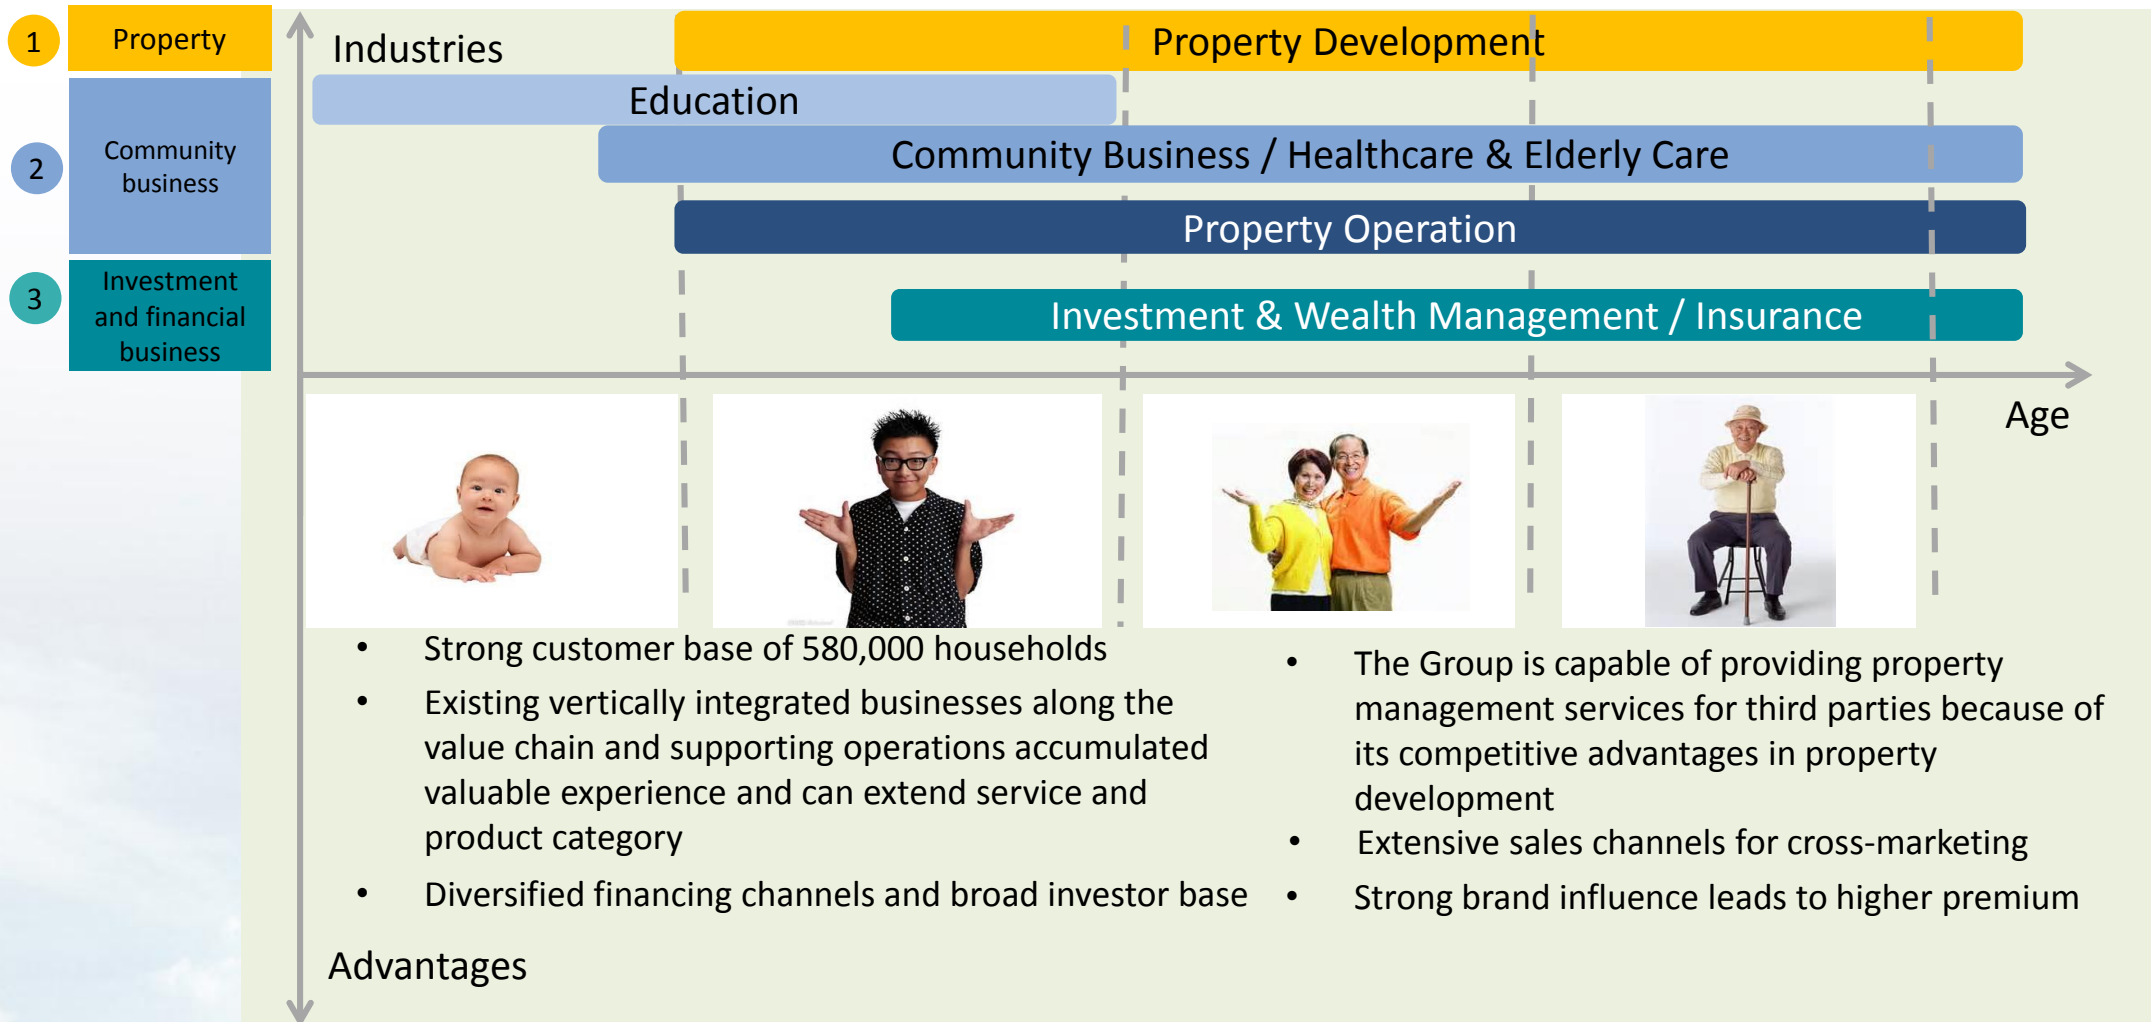 1
Property
Industries
Property Development
Education
2
Community
business
Community Business / Healthcare & Elderly Care
Property Operation
3
Investment
and financial
business
Investment & Wealth Management / Insurance
Age
• Strong customer base of 580,000 households
• Existing vertically integrated businesses along the
value chain and supporting operations accumulated
valuable experience and can extend service and
product category
• Diversified financing channels and broad investor base
• The Group is capable of providing property
management services for third parties because of
its competitive advantages in property
development
• Extensive sales channels for cross-marketing
• Strong brand influence leads to higher premium
Advantages